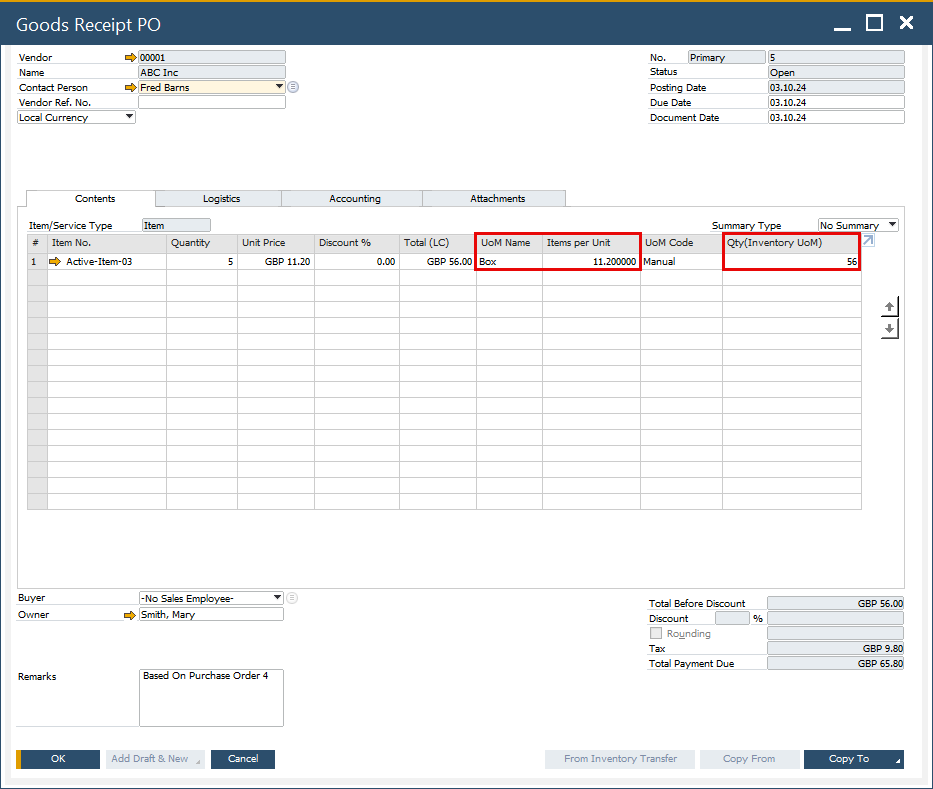 Goods Receipt PO
Vendor 00001
Name ABC Inc
Contact Person Fred Barns
Vendor Ref. No.
Local Currency
No. Primary 5
Status Open
Posting Date 03.10.24
Due Date 03.10.24
Document Date 03.10.24
Contents Logistics Accounting Attachments
Item/Service Type Item Summary Type No Summary
# Item No. Quantity Unit Price Discount % Total (LC) UoM Name Items per Unit UoM Code Qty(Inventory UoM)
1 Active-Item-03 5 GBP 11.20 0.00 GBP 56.00 Box 11.200000 Manual 56
Buyer -No Sales Employee-
Owner Smith, Mary
Total Before Discount GBP 56.00
Discount %
Rounding
Tax GBP 9.80
Total Payment Due GBP 65.80
Remarks Based On Purchase Order 4
OK Add Draft & New Cancel From Inventory Transfer Copy From Copy To